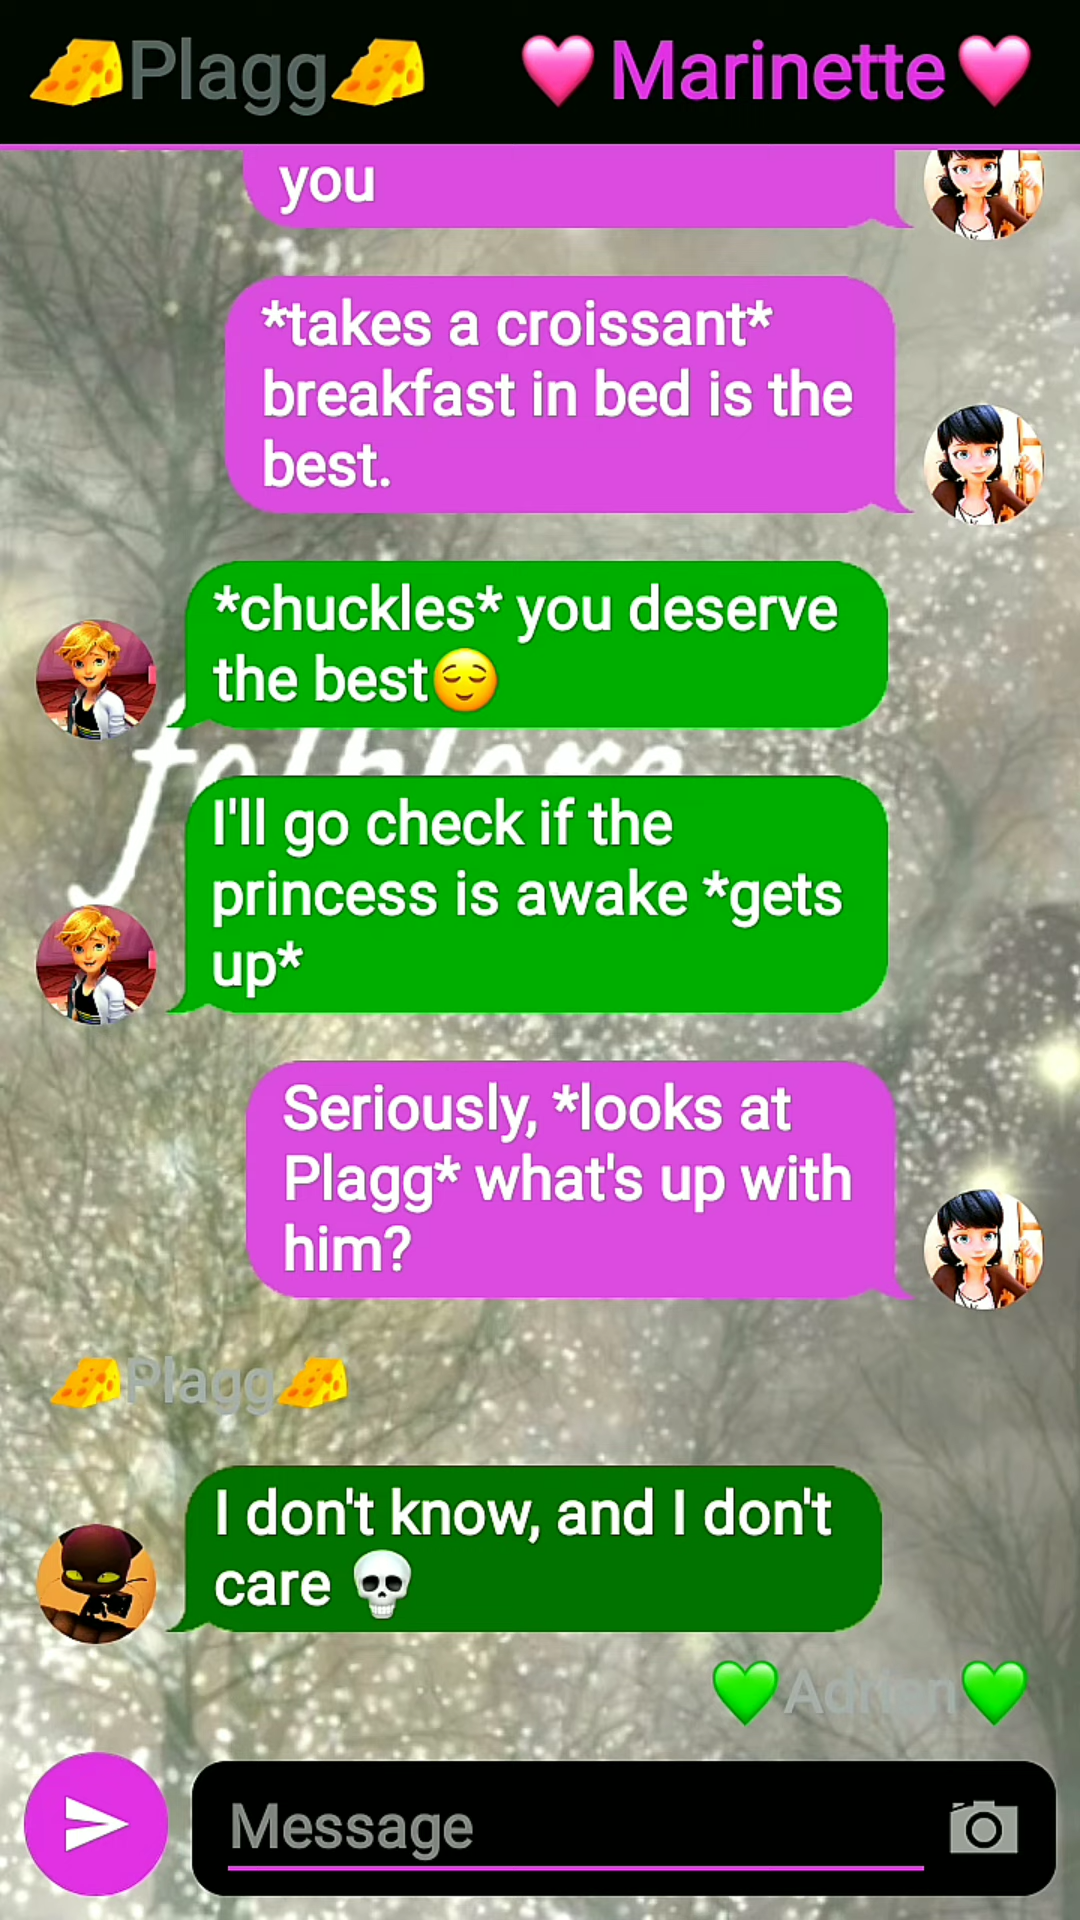 🧀Plagg🧀 💗Marinette💗
you
*takes a croissant*
breakfast in bed is the
best.
*chuckles* you deserve
the best😌
folklore
I'll go check if the
princess is awake *gets
up*
Seriously, *looks at
Plagg* what's up with
him?
🧀Plagg🧀
I don't know, and I don't
care 💀
💚Adrien💚
Message